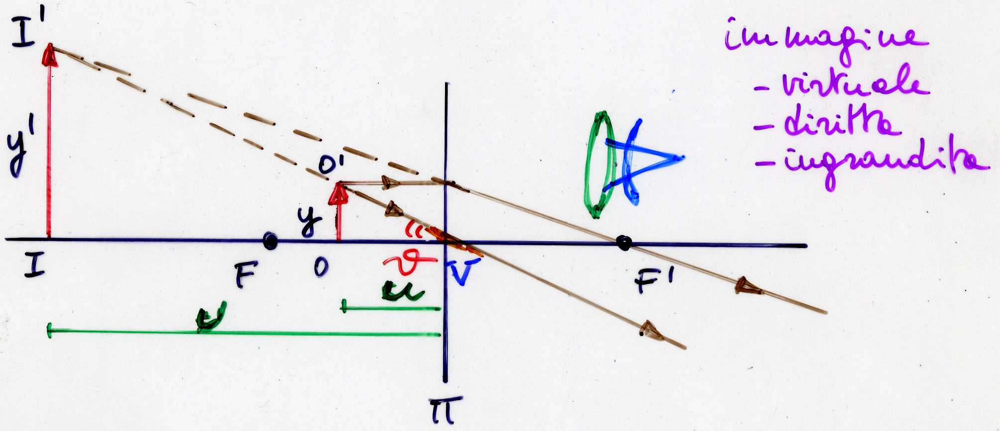 I'
immagine
- virtuale
- diritta
- ingrandita
y'
O'
y
I
F
O
ϑ
V
F'
u
v
π